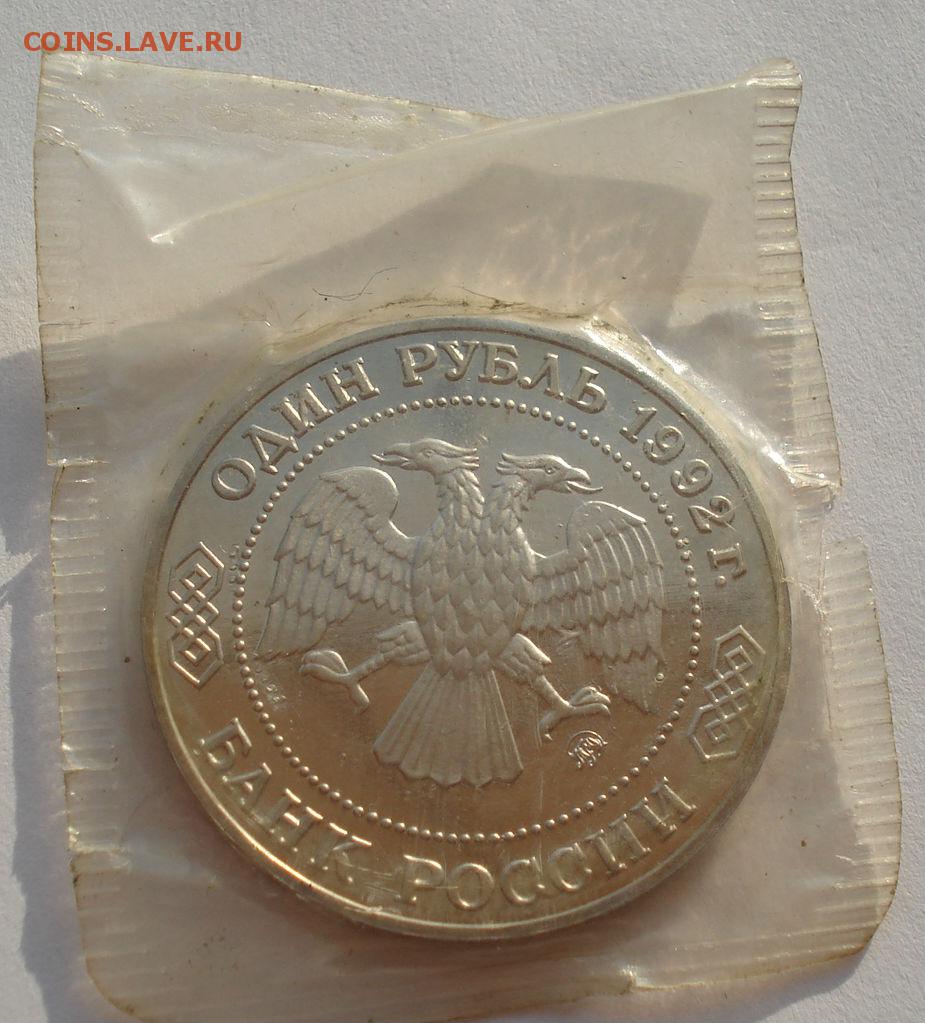 COINS.LAVE.RU
ОДИН РУБЛЬ 1992 г.
БАНК РОССИИ